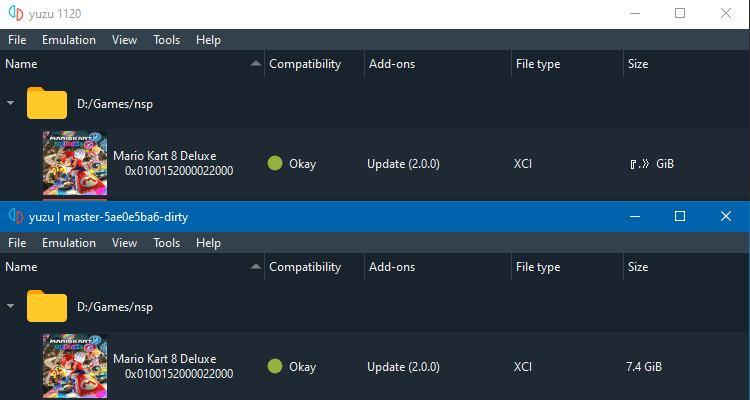 yuzu 1120
File Emulation View Tools Help
Name Compatibility Add-ons File type Size
D:/Games/nsp
Mario Kart 8 Deluxe
0x0100152000022000
Okay Update (2.0.0) XCI GiB
yuzu | master-5ae0e5ba6-dirty
File Emulation View Tools Help
Name Compatibility Add-ons File type Size
D:/Games/nsp
Mario Kart 8 Deluxe
0x0100152000022000
Okay Update (2.0.0) XCI 7.4 GiB